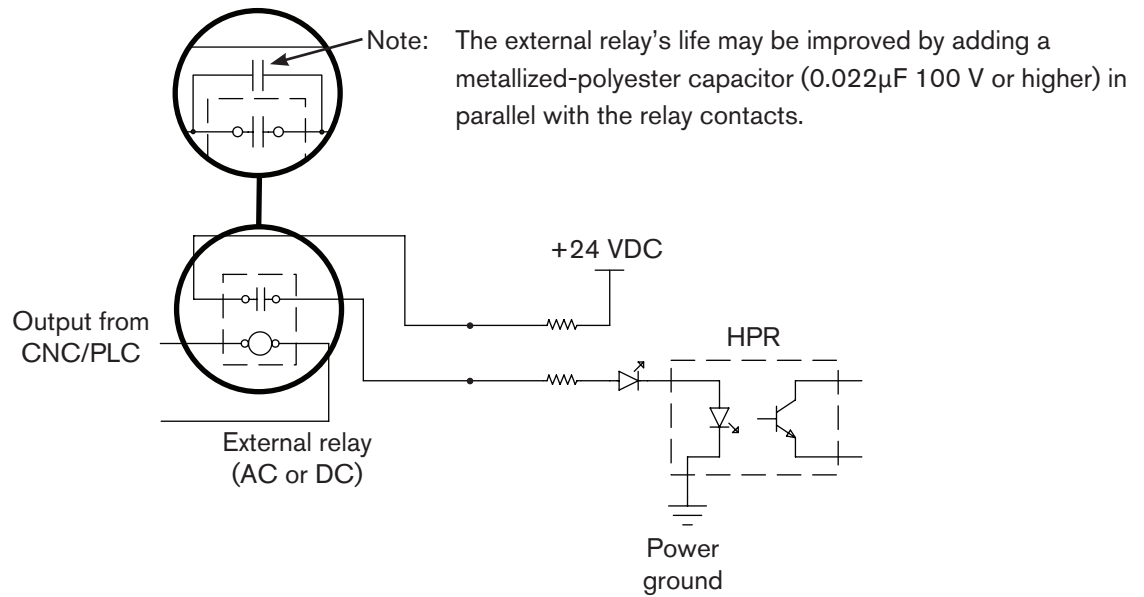 Note: The external relay's life may be improved by adding a
metallized-polyester capacitor (0.022µF 100 V or higher) in
parallel with the relay contacts.
+24 VDC
Output from
CNC/PLC
HPR
External relay
(AC or DC)
Power
ground